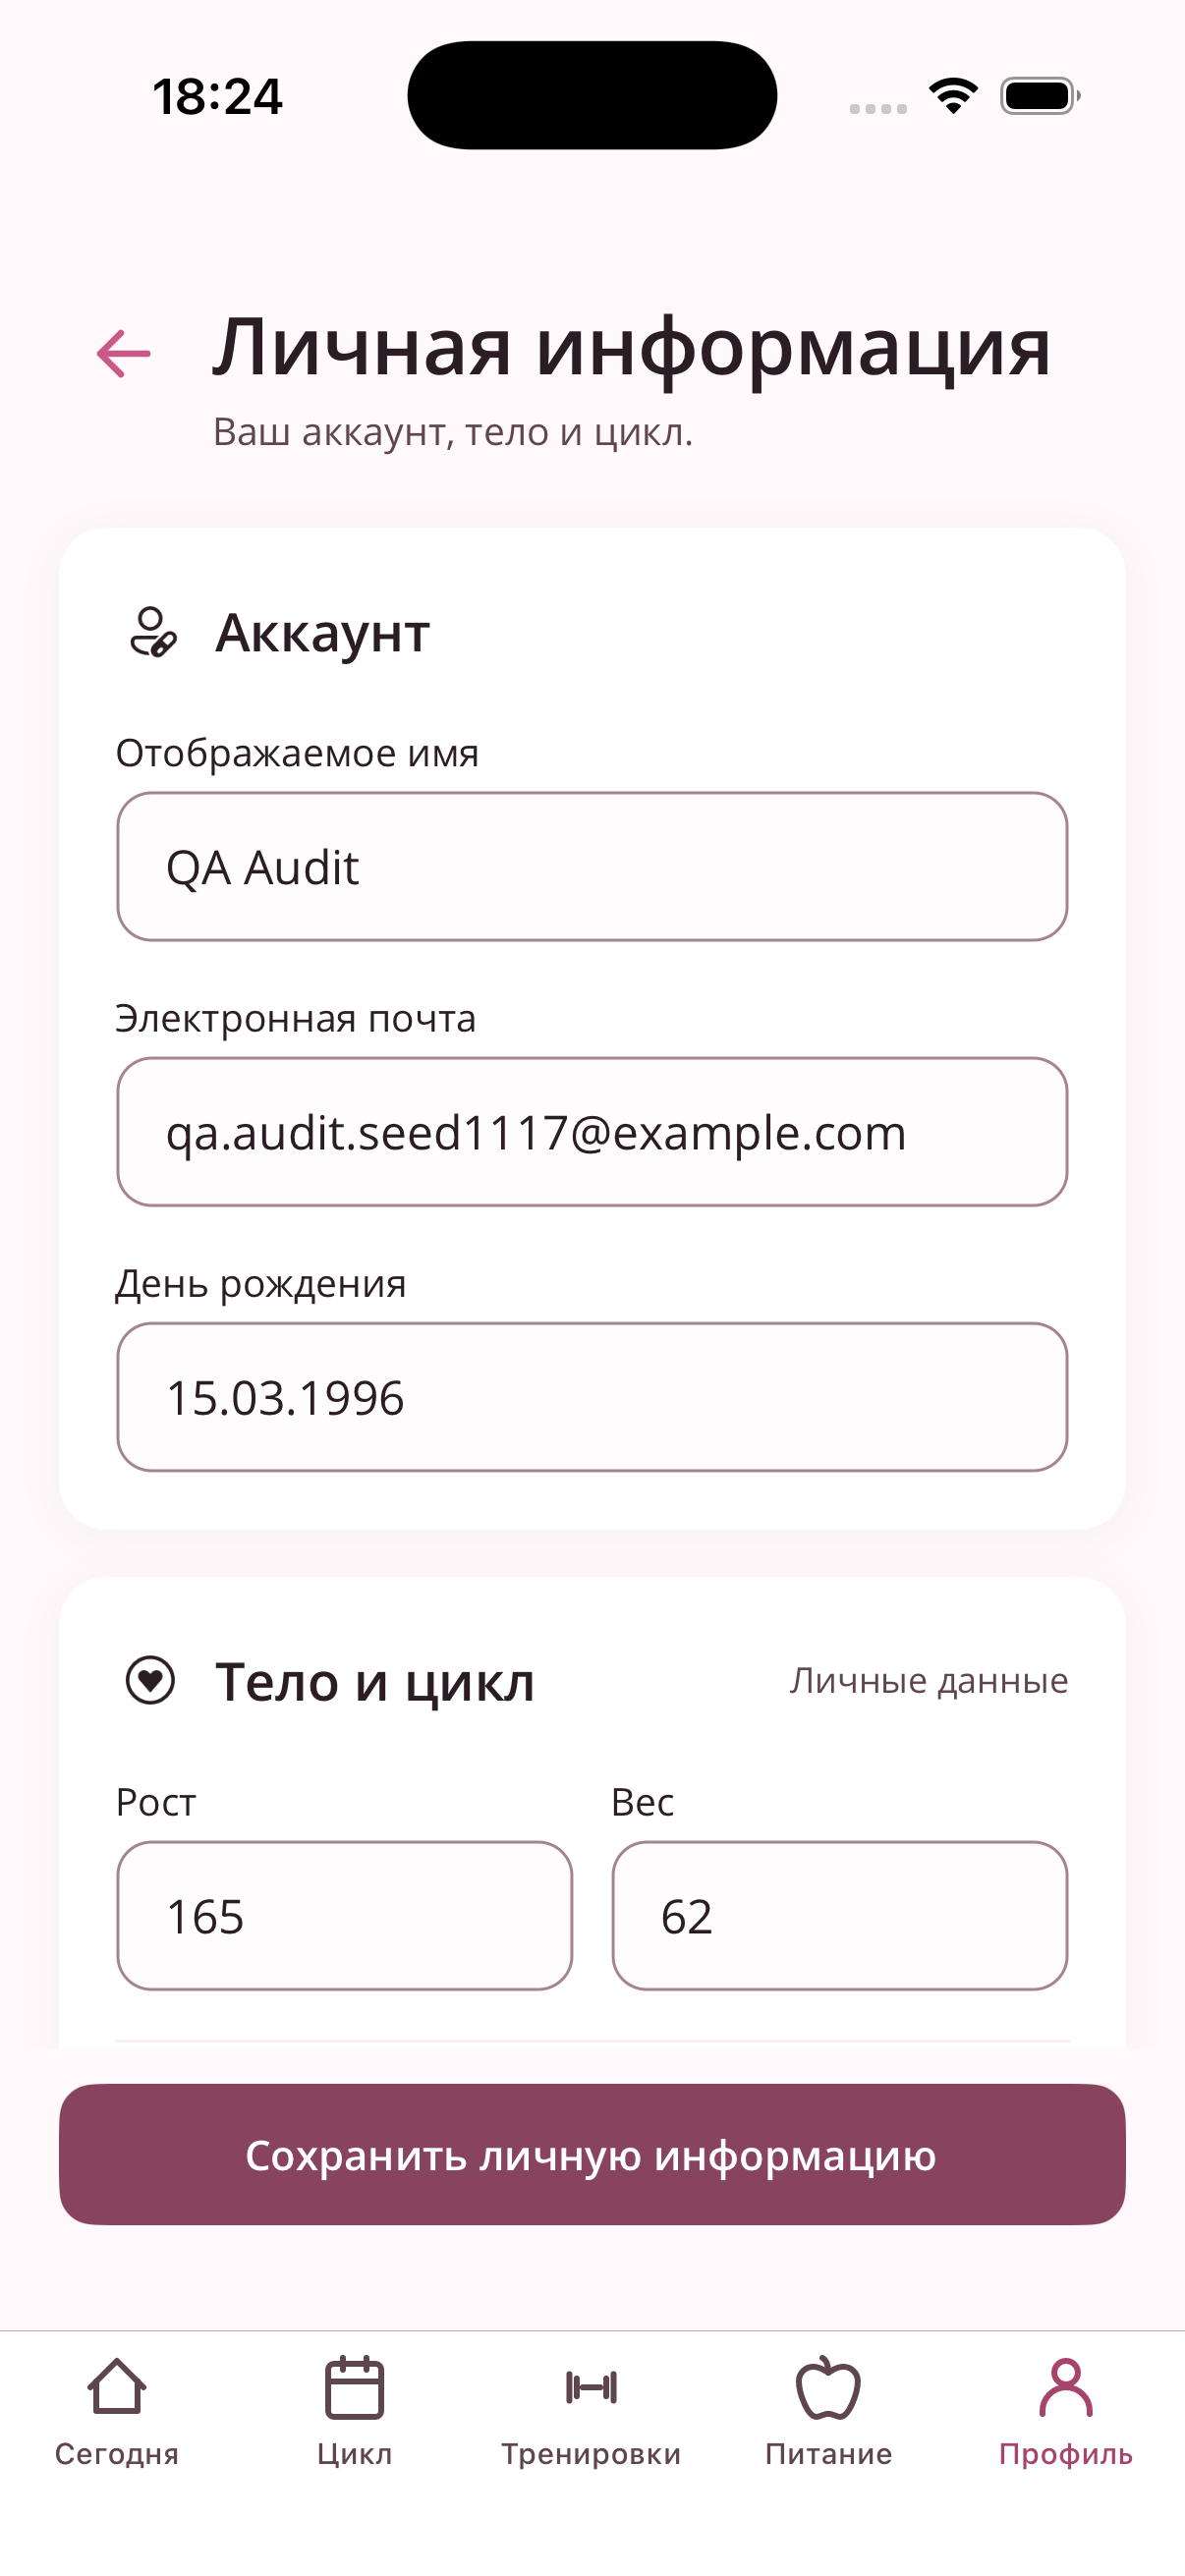 18:24
Личная информация
Ваш аккаунт, тело и цикл.
Аккаунт
Отображаемое имя
QA Audit
Электронная почта
qa.audit.seed1117@example.com
День рождения
15.03.1996
Тело и цикл
Личные данные
Рост
Вес
165
62
Сохранить личную информацию
Сегодня
Цикл
Тренировки
Питание
Профиль